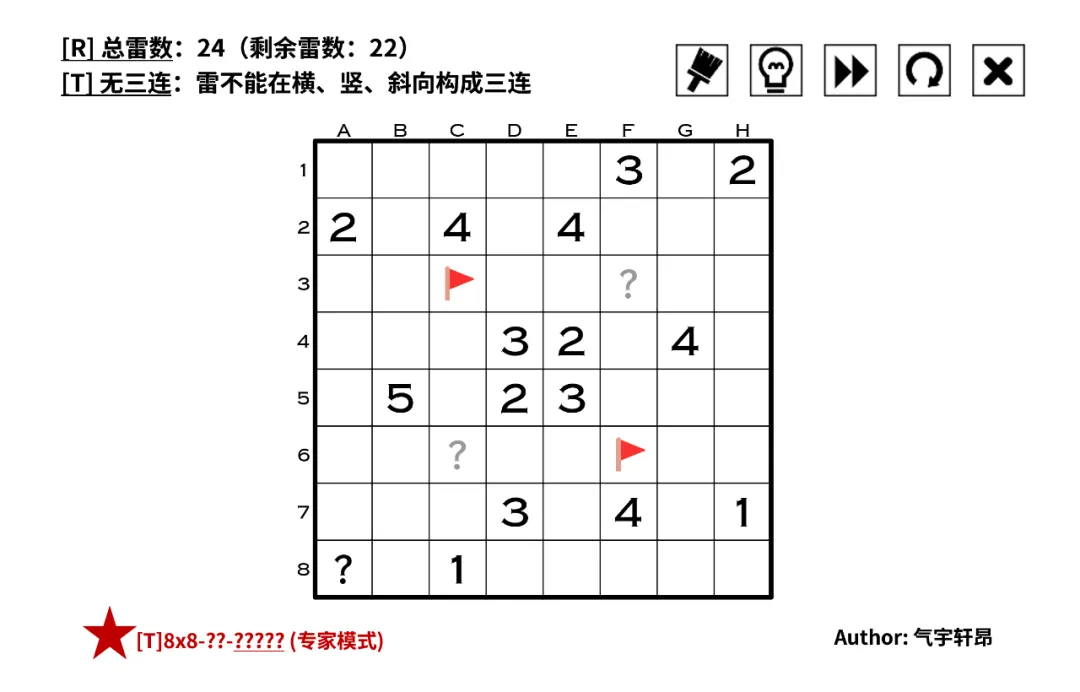 [R] 总雷数：24（剩余雷数：22）
[T] 无三连：雷不能在横、竖、斜向构成三连
A B C D E F G H
1 3 2
2 2 4 4
3 ?
4 3 2 4
5 5 2 3
6 ?
7 3 4 1
8 ? 1
[T]8x8-??-????? (专家模式)
Author: 气宇轩昂